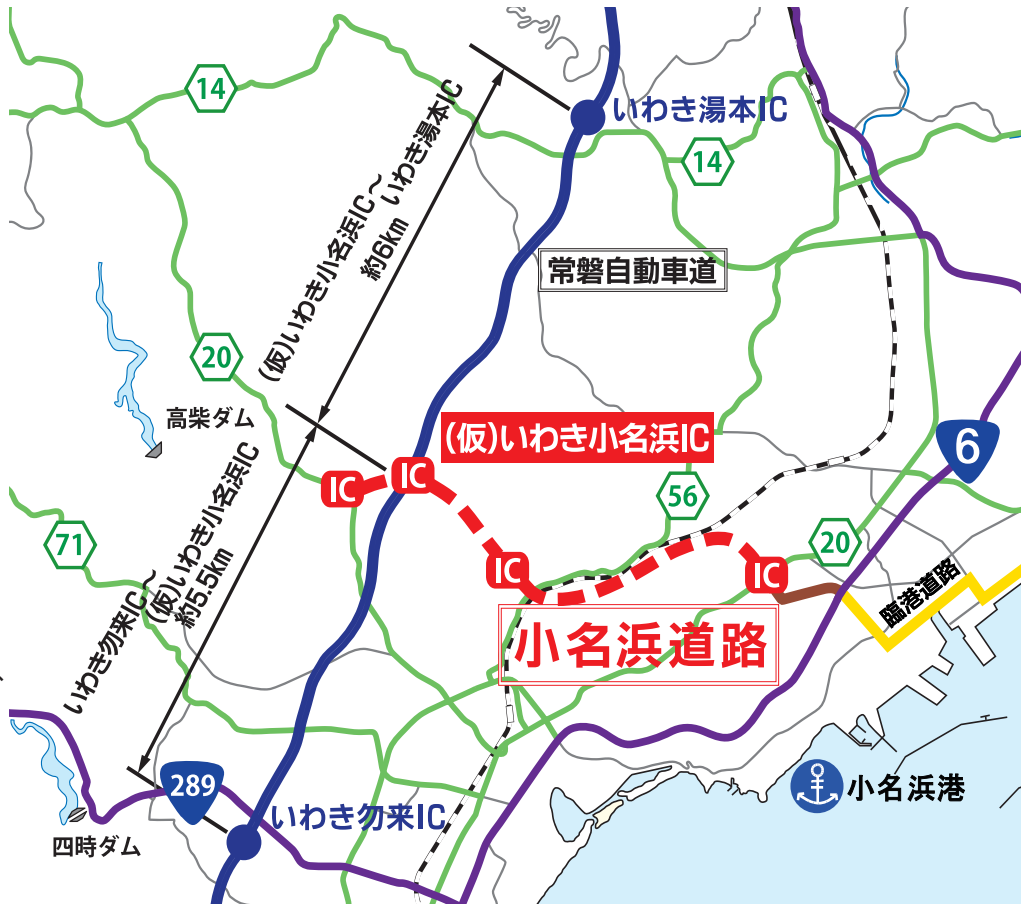 14
いわき湯本IC
14
(仮)いわき小名浜IC～
いわき湯本IC
約6km
常磐自動車道
20
高柴ダム
(仮)いわき小名浜IC
6
IC
IC
56
71
いわき勿来IC～
(仮)いわき小名浜IC
約5.5km
20
IC
IC
臨港道路
小名浜道路
289
いわき勿来IC
小名浜港
四時ダム